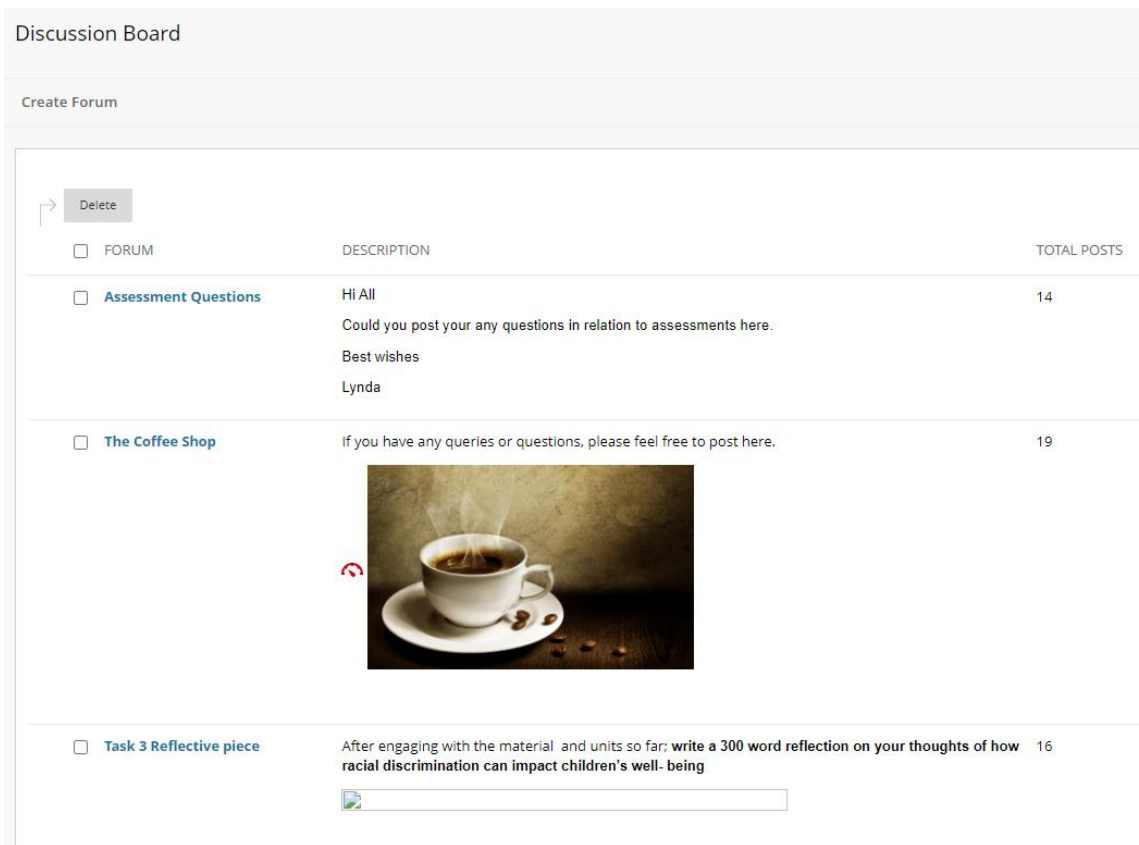 Discussion Board
Create Forum
Delete
FORUM DESCRIPTION TOTAL POSTS
Assessment Questions Hi All 14
Could you post your any questions in relation to assessments here.
Best wishes
Lynda
The Coffee Shop If you have any queries or questions, please feel free to post here. 19
Task 3 Reflective piece After engaging with the material and units so far; write a 300 word reflection on your thoughts of how 16
racial discrimination can impact children’s well- being